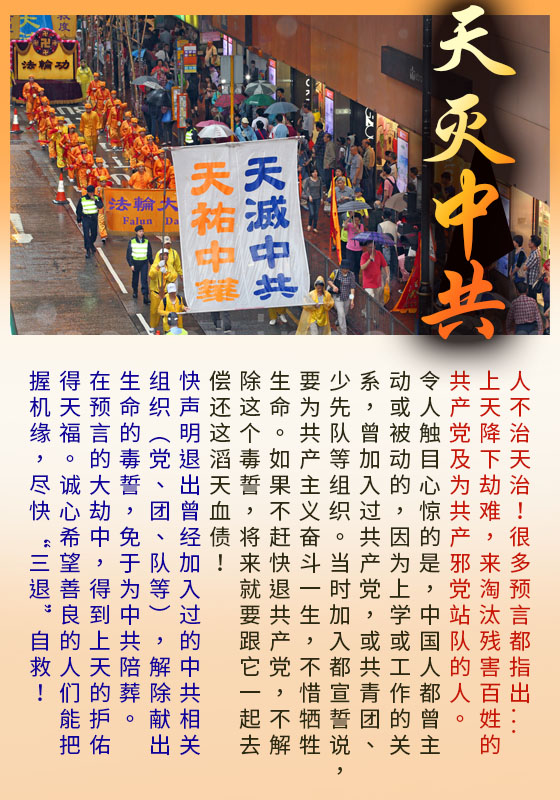 天灭中共
法輪功
法輪大
Falun Da
天滅中共
天祐中華
人不治天治！很多预言都指出…
上天降下劫难，来淘汰残害百姓的
共产党及为共产邪党站队的人。
令人触目心惊的是，中国人都曾主
动或被动的，因为上学或工作的关
系，曾加入过共产党，或共青团、
少先队等组织。当时加入都宣誓说，
要为共产主义奋斗一生，不惜牺牲
生命。如果不赶快退共产党，不解
除这个毒誓，将来就要跟它一起去
偿还这滔天血债！
快声明退出曾经加入过的中共相关
组织（党、团、队等），解除献出
生命的毒誓，免于为中共陪葬。
在预言的大劫中，得到上天的护佑
得天福。诚心希望善良的人们能把
握机缘，尽快“三退”自救！